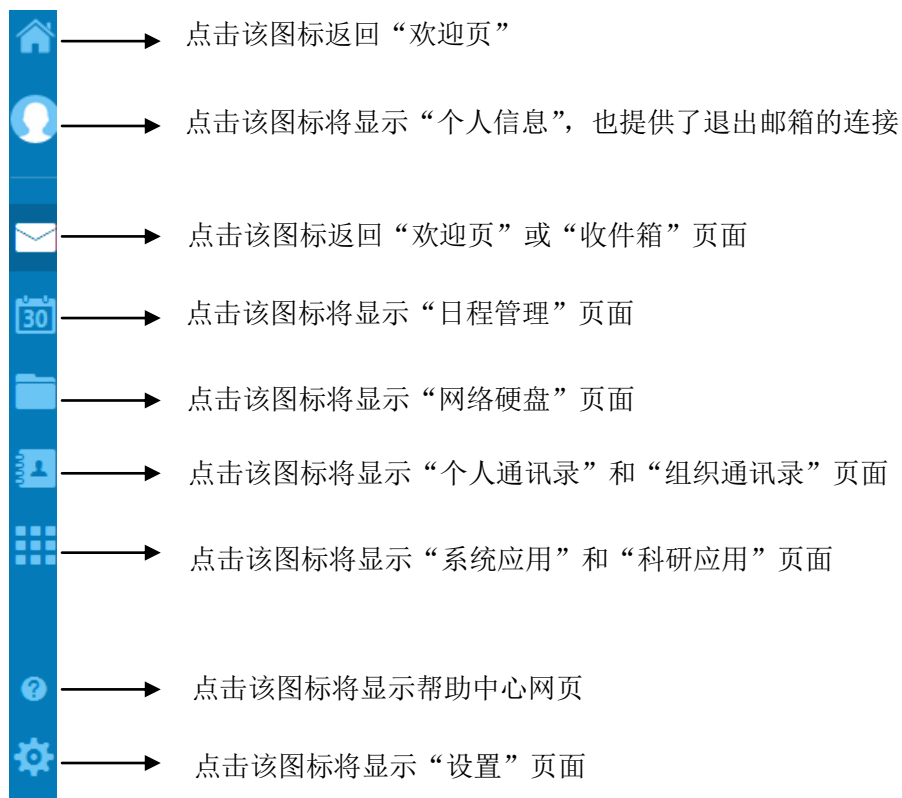 点击该图标返回“欢迎页”
点击该图标将显示“个人信息”，也提供了退出邮箱的连接
点击该图标返回“欢迎页”或“收件箱”页面
30
点击该图标将显示“日程管理”页面
点击该图标将显示“网络硬盘”页面
点击该图标将显示“个人通讯录”和“组织通讯录”页面
点击该图标将显示“系统应用”和“科研应用”页面
?
点击该图标将显示帮助中心网页
点击该图标将显示“设置”页面